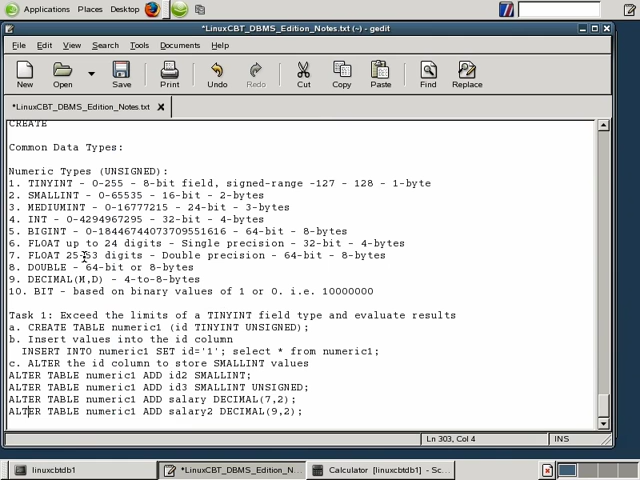 Applications Places Desktop
*LinuxCBT_DBMS_Edition_Notes.txt (~) - gedit
File Edit View Search Tools Documents Help
New Open Save Print Undo Redo Cut Copy Paste Find Replace
*LinuxCBT_DBMS_Edition_Notes.txt
CREATE
Common Data Types:
Numeric Types (UNSIGNED):
1. TINYINT - 0-255 - 8-bit field, signed-range -127 - 128 - 1-byte
2. SMALLINT - 0-65535 - 16-bit - 2-bytes
3. MEDIUMINT - 0-16777215 - 24-bit - 3-bytes
4. INT - 0-4294967295 - 32-bit - 4-bytes
5. BIGINT - 0-18446744073709551616 - 64-bit - 8-bytes
6. FLOAT up to 24 digits - Single precision - 32-bit - 4-bytes
7. FLOAT 25-53 digits - Double precision - 64-bit - 8-bytes
8. DOUBLE - 64-bit or 8-bytes
9. DECIMAL(M,D) - 4-to-8-bytes
10. BIT - based on binary values of 1 or 0. i.e. 10000000
Task 1: Exceed the limits of a TINYINT field type and evaluate results
a. CREATE TABLE numeric1 (id TINYINT UNSIGNED);
b. Insert values into the id column
INSERT INTO numeric1 SET id='1'; select * from numeric1;
c. ALTER the id column to store SMALLINT values
ALTER TABLE numeric1 ADD id2 SMALLINT;
ALTER TABLE numeric1 ADD id3 SMALLINT UNSIGNED;
ALTER TABLE numeric1 ADD salary DECIMAL(7,2);
ALTER TABLE numeric1 ADD salary2 DECIMAL(9,2);
Ln 303, Col 4 INS
linuxcbtdb1 *LinuxCBT_DBMS_Edition_N... Calculator [linuxcbtdb1] - Sc...